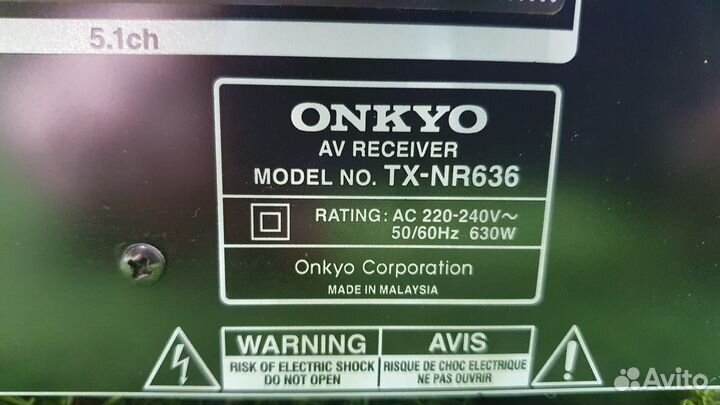 5.1ch
ONKYO
AV RECEIVER
MODEL NO. TX-NR636
RATING: AC 220-240V~
50/60Hz 630W
Onkyo Corporation
MADE IN MALAYSIA
WARNING
RISK OF ELECTRIC SHOCK
DO NOT OPEN
AVIS
RISQUE DE CHOC ELECTRIQUE
NE PAS OUVRIR
Avito